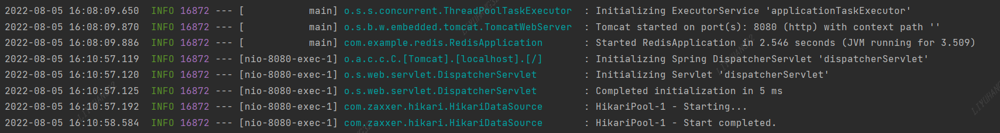 2022-08-05 16:08:09.650  INFO 16872 --- [           main] o.s.s.concurrent.ThreadPoolTaskExecutor  : Initializing ExecutorService 'applicationTaskExecutor'
2022-08-05 16:08:09.870  INFO 16872 --- [           main] o.s.b.w.embedded.tomcat.TomcatWebServer  : Tomcat started on port(s): 8080 (http) with context path ''
2022-08-05 16:08:09.886  INFO 16872 --- [           main] com.example.redis.RedisApplication       : Started RedisApplication in 2.546 seconds (JVM running for 3.509)
2022-08-05 16:10:57.119  INFO 16872 --- [nio-8080-exec-1] o.a.c.c.C.[Tomcat].[localhost].[/]       : Initializing Spring DispatcherServlet 'dispatcherServlet'
2022-08-05 16:10:57.120  INFO 16872 --- [nio-8080-exec-1] o.s.web.servlet.DispatcherServlet        : Initializing Servlet 'dispatcherServlet'
2022-08-05 16:10:57.125  INFO 16872 --- [nio-8080-exec-1] o.s.web.servlet.DispatcherServlet        : Completed initialization in 5 ms
2022-08-05 16:10:57.192  INFO 16872 --- [nio-8080-exec-1] com.zaxxer.hikari.HikariDataSource       : HikariPool-1 - Starting...
2022-08-05 16:10:58.584  INFO 16872 --- [nio-8080-exec-1] com.zaxxer.hikari.HikariDataSource       : HikariPool-1 - Start completed.